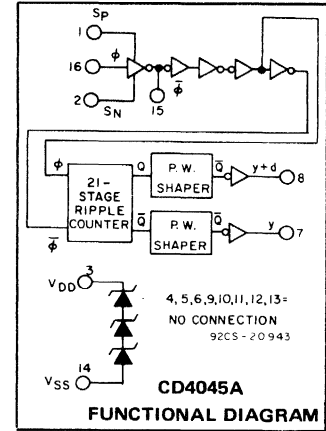 SP
1
16
φ
2
SN
15
φ̅
φ
21-
STAGE
RIPPLE
COUNTER
φ̅
Q
P. W.
SHAPER
Q̅
y+d
8
Q̅
P.W.
SHAPER
Q̅
y
7
3
VDD
14
VSS
4, 5, 6, 9, 10, 11, 12, 13=
NO CONNECTION
92CS-20943
CD4045A
FUNCTIONAL DIAGRAM